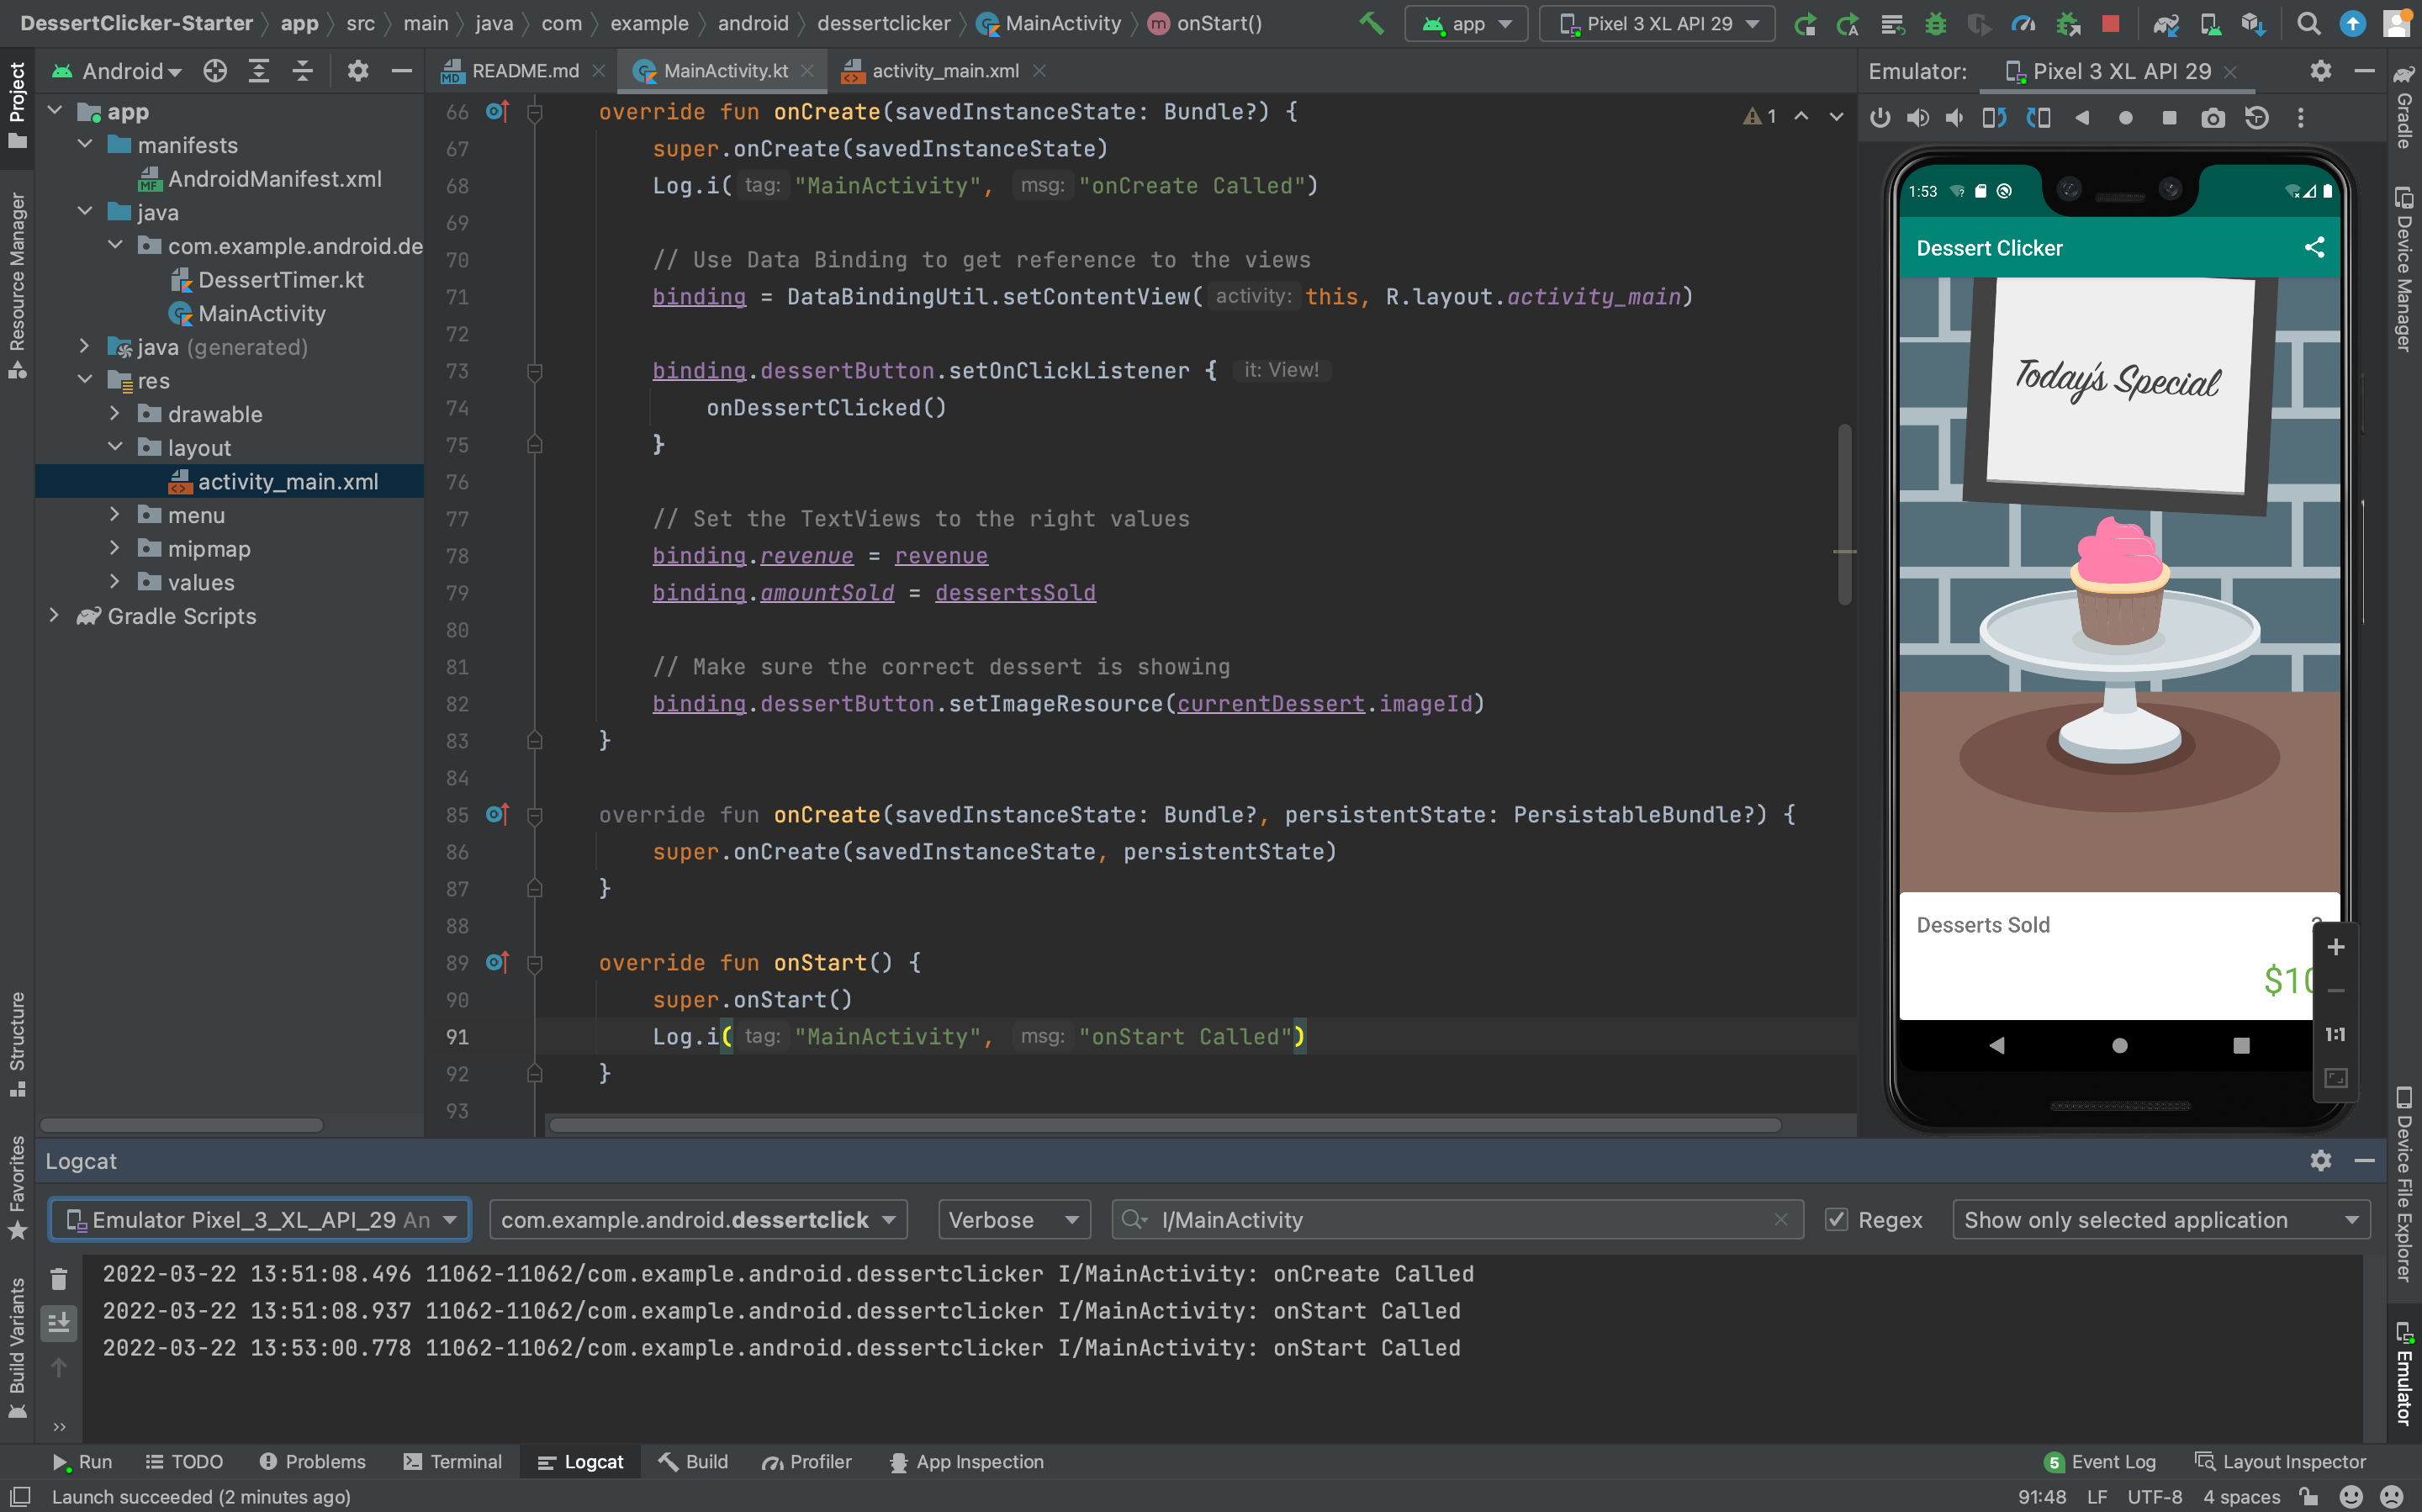 DessertClicker-Starter app src main java com example android dessertclicker MainActivity onStart()
app Pixel 3 XL API 29
Project
Resource Manager
Structure
Favorites
Build Variants
Android
app
manifests
AndroidManifest.xml
java
com.example.android.de
DessertTimer.kt
MainActivity
java (generated)
res
drawable
layout
activity_main.xml
menu
mipmap
values
Gradle Scripts
README.md MainActivity.kt activity_main.xml
1
66 override fun onCreate(savedInstanceState: Bundle?) {
67 super.onCreate(savedInstanceState)
68 Log.i( tag: "MainActivity", msg: "onCreate Called")
69
70 // Use Data Binding to get reference to the views
71 binding = DataBindingUtil.setContentView( activity: this, R.layout.activity_main)
72
73 binding.dessertButton.setOnClickListener { it: View!
74 onDessertClicked()
75 }
76
77 // Set the TextViews to the right values
78 binding.revenue = revenue
79 binding.amountSold = dessertsSold
80
81 // Make sure the correct dessert is showing
82 binding.dessertButton.setImageResource(currentDessert.imageId)
83 }
84
85 override fun onCreate(savedInstanceState: Bundle?, persistentState: PersistableBundle?) {
86 super.onCreate(savedInstanceState, persistentState)
87 }
88
89 override fun onStart() {
90 super.onStart()
91 Log.i( tag: "MainActivity", msg: "onStart Called")
92 }
93
Emulator: Pixel 3 XL API 29
1:53
Dessert Clicker
Today's Special
Desserts Sold
$10
1:1
Gradle
Device Manager
Device File Explorer
Emulator
Logcat
Emulator Pixel_3_XL_API_29 An com.example.android.dessertclick Verbose I/MainActivity Regex Show only selected application
2022-03-22 13:51:08.496 11062-11062/com.example.android.dessertclicker I/MainActivity: onCreate Called
2022-03-22 13:51:08.937 11062-11062/com.example.android.dessertclicker I/MainActivity: onStart Called
2022-03-22 13:53:00.778 11062-11062/com.example.android.dessertclicker I/MainActivity: onStart Called
Run TODO Problems Terminal Logcat Build Profiler App Inspection 5 Event Log Layout Inspector
Launch succeeded (2 minutes ago) 91:48 LF UTF-8 4 spaces